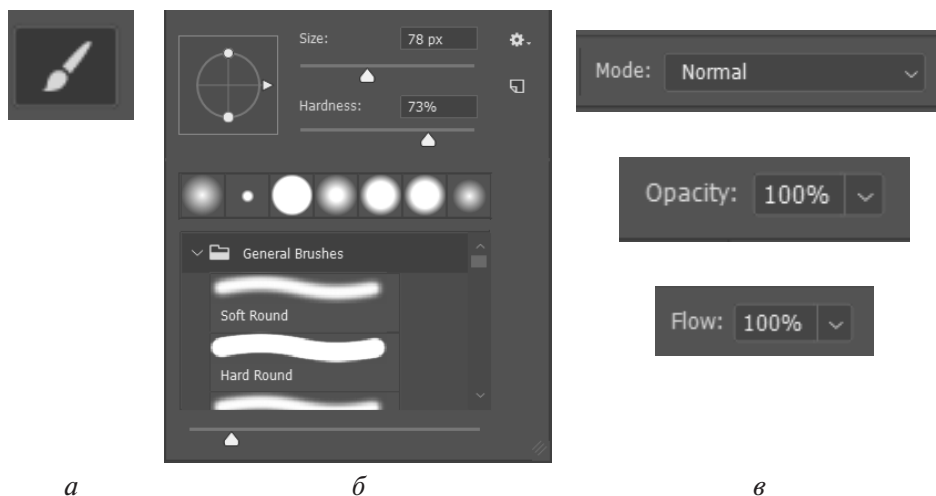 Size: 78 px
Hardness: 73%
General Brushes
Soft Round
Hard Round
Mode: Normal
Opacity: 100%
Flow: 100%
а б в